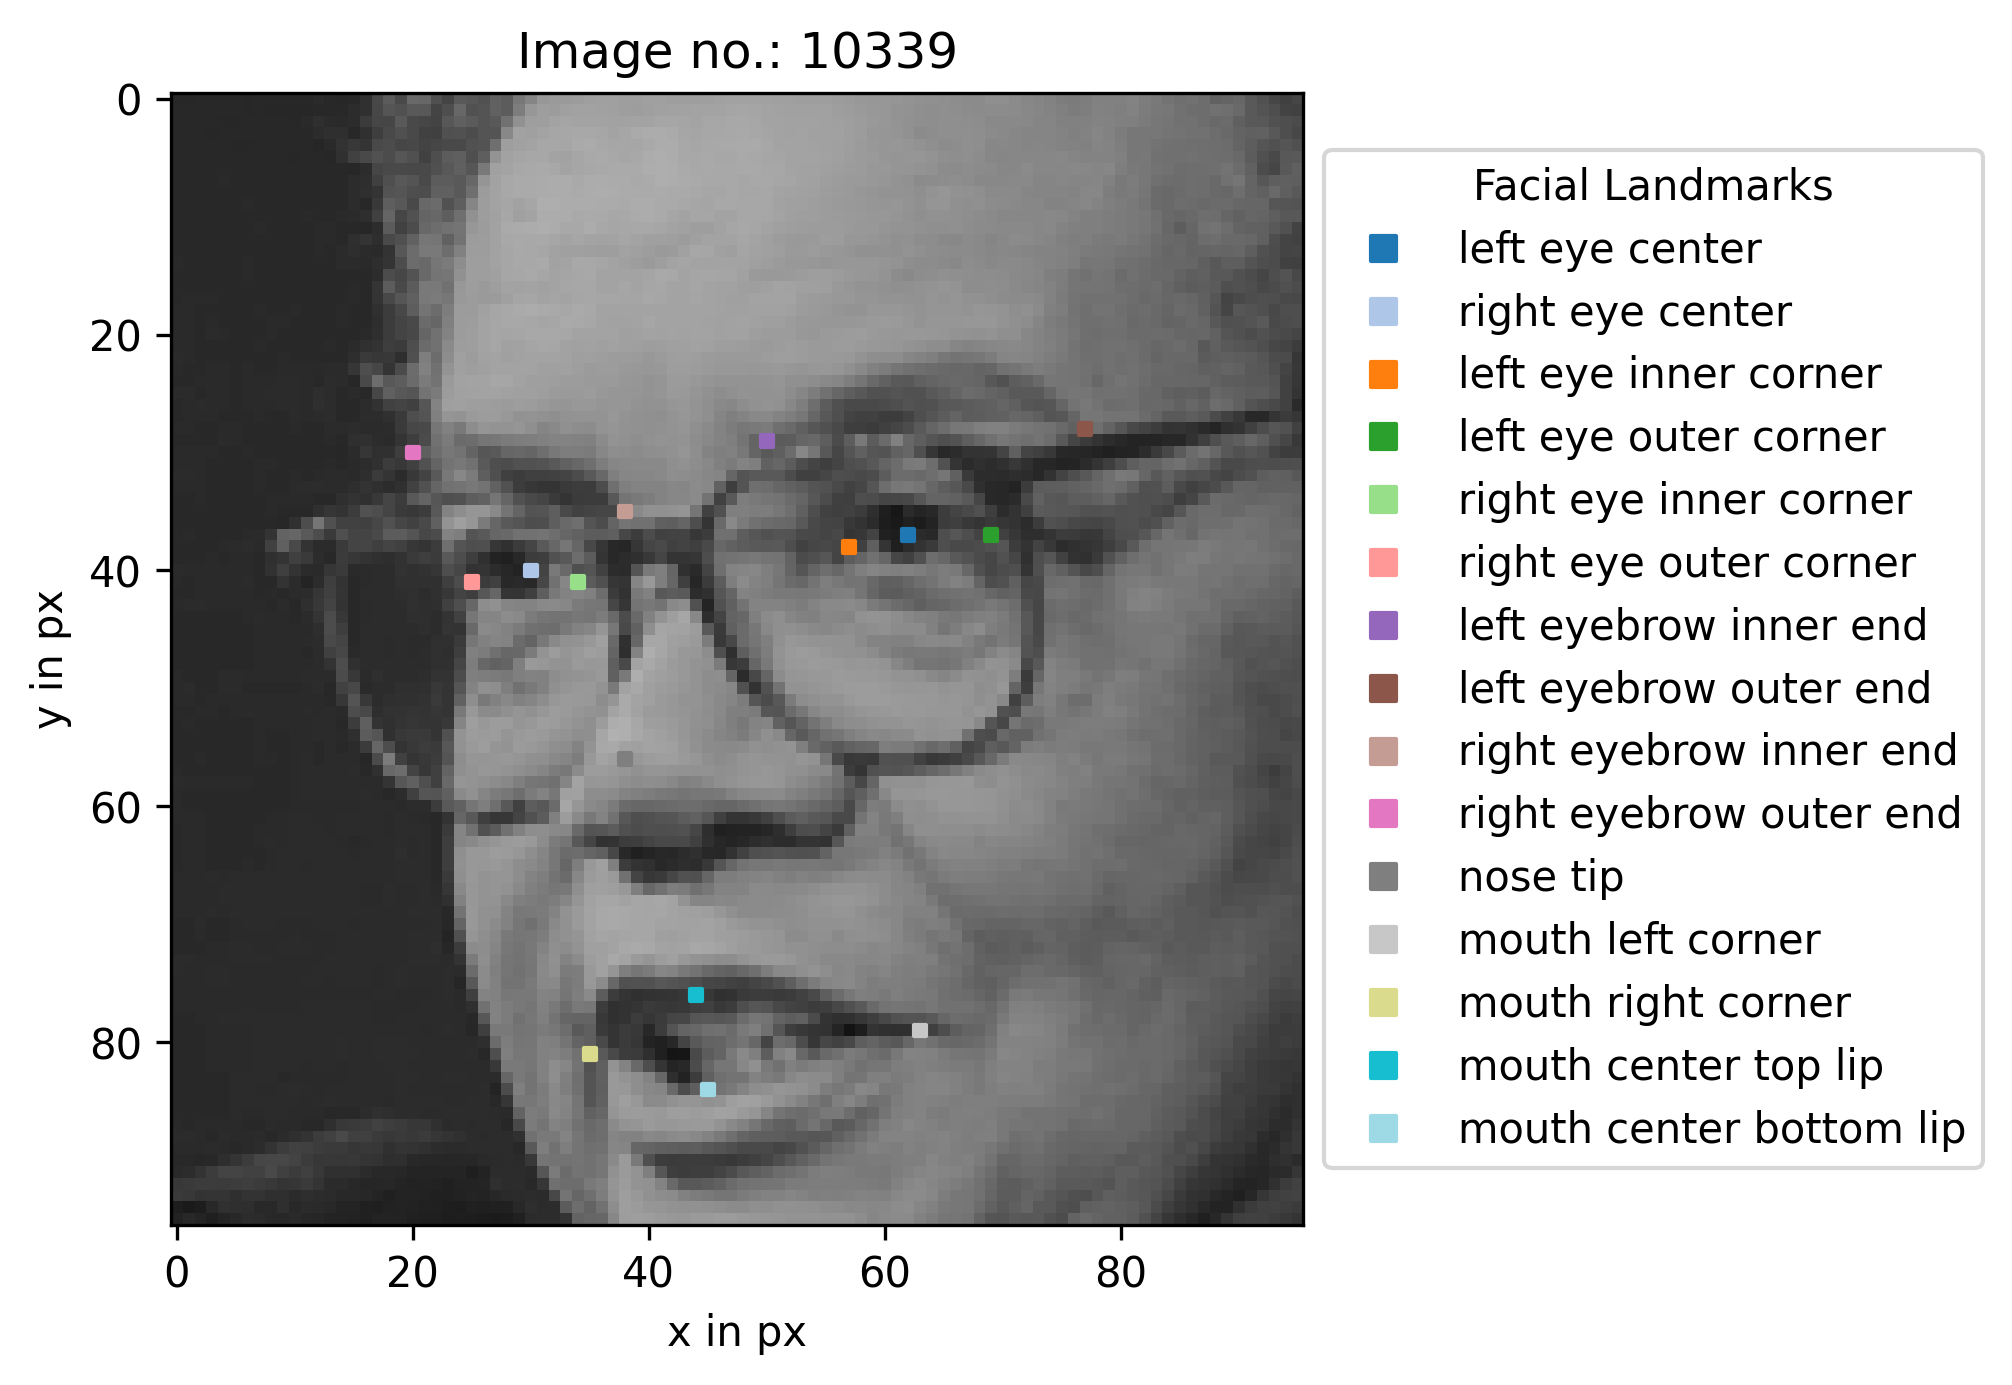 Image no.: 10339
0
20
40
60
80
y in px
0 20 40 60 80
x in px
Facial Landmarks
left eye center
right eye center
left eye inner corner
left eye outer corner
right eye inner corner
right eye outer corner
left eyebrow inner end
left eyebrow outer end
right eyebrow inner end
right eyebrow outer end
nose tip
mouth left corner
mouth right corner
mouth center top lip
mouth center bottom lip